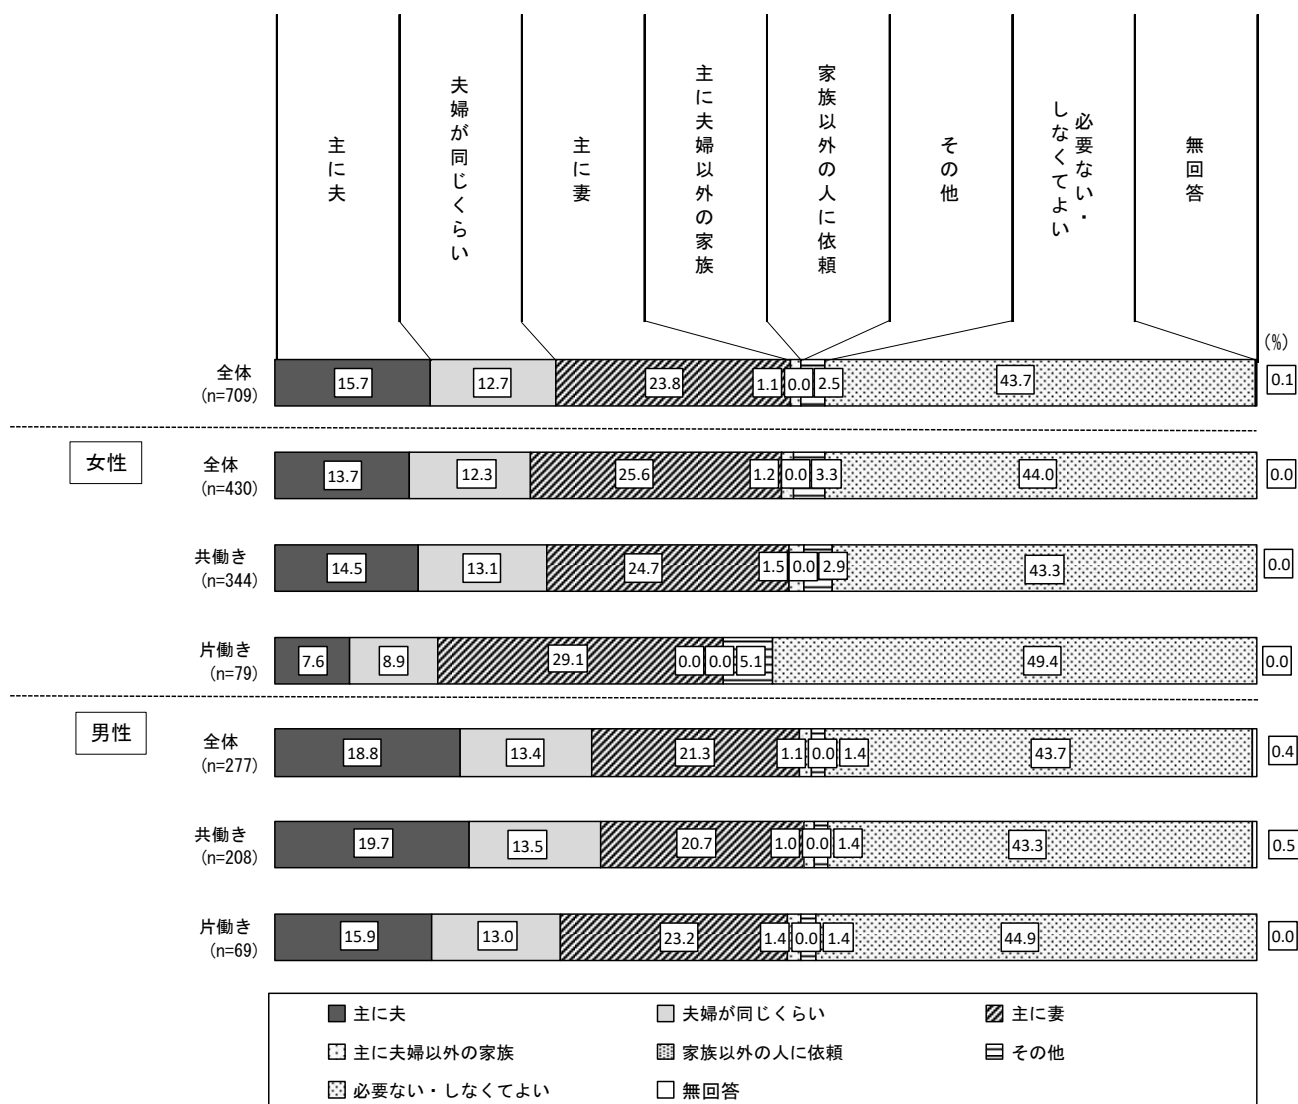 主に夫
夫婦が同じくらい
主に妻
主に夫婦以外の家族
家族以外の人に依頼
その他
必要ない・
しなくてよい
無回答
(%)
全体
(n=709)
15.7
12.7
23.8
1.1
0.0
2.5
43.7
0.1
女性
全体
(n=430)
13.7
12.3
25.6
1.2
0.0
3.3
44.0
0.0
共働き
(n=344)
14.5
13.1
24.7
1.5
0.0
2.9
43.3
0.0
片働き
(n=79)
7.6
8.9
29.1
0.0
0.0
5.1
49.4
0.0
男性
全体
(n=277)
18.8
13.4
21.3
1.1
0.0
1.4
43.7
0.4
共働き
(n=208)
19.7
13.5
20.7
1.0
0.0
1.4
43.3
0.5
片働き
(n=69)
15.9
13.0
23.2
1.4
0.0
1.4
44.9
0.0
主に夫
夫婦が同じくらい
主に妻
主に夫婦以外の家族
家族以外の人に依頼
その他
必要ない・しなくてよい
無回答